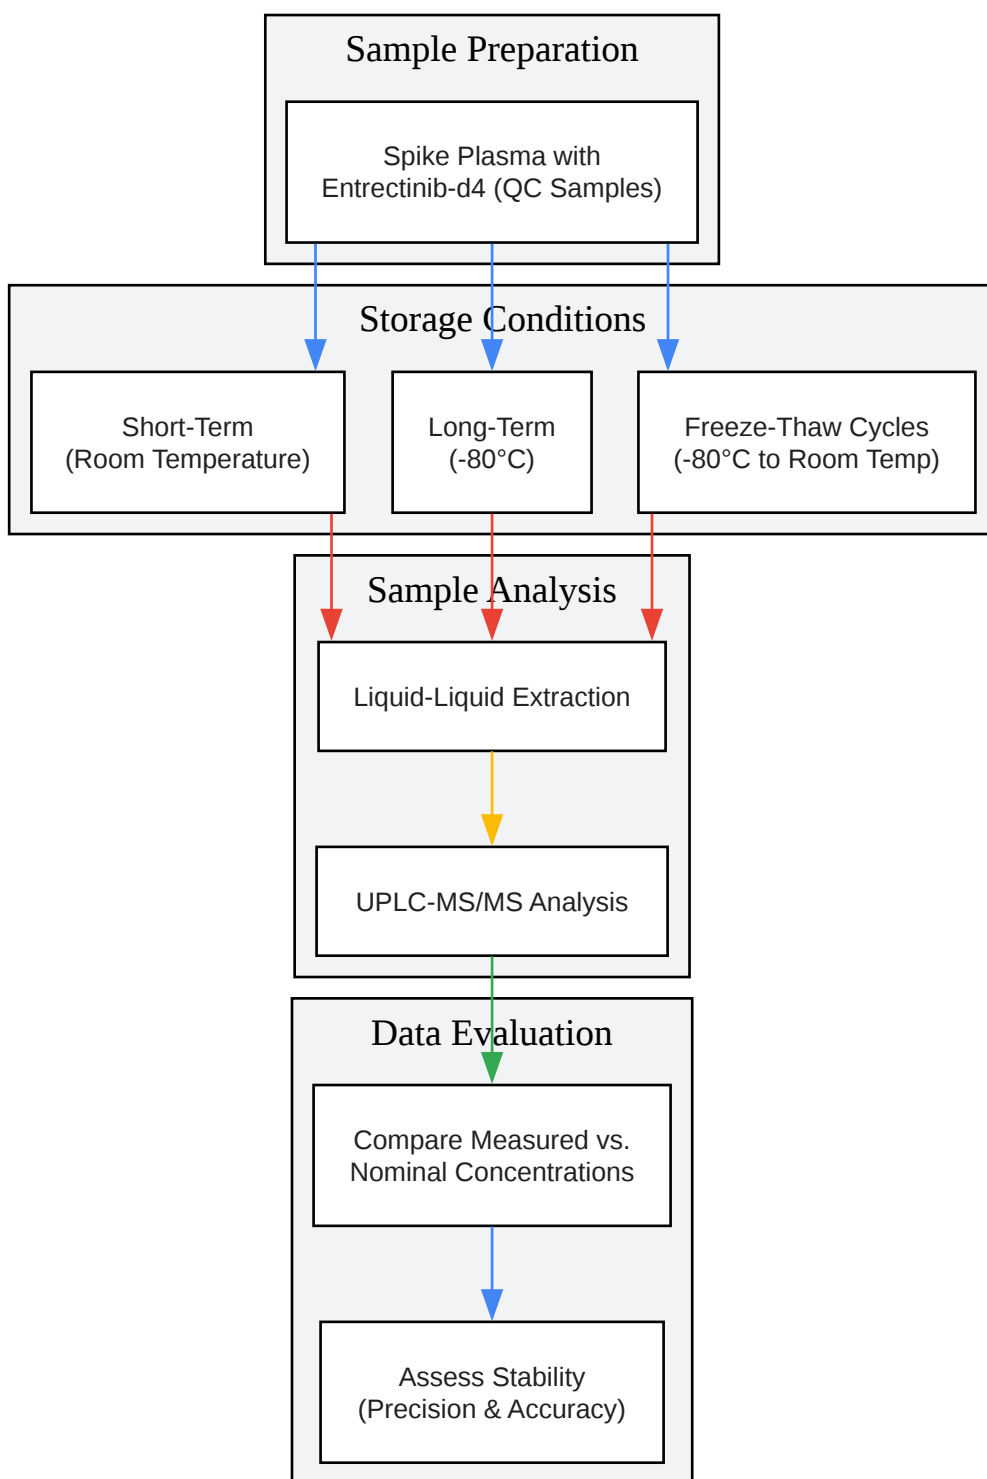 Sample Preparation
Spike Plasma with
Entrectinib-d4 (QC Samples)
Storage Conditions
Short-Term
(Room Temperature)
Long-Term
(-80°C)
Freeze-Thaw Cycles
(-80°C to Room Temp)
Sample Analysis
Liquid-Liquid Extraction
UPLC-MS/MS Analysis
Data Evaluation
Compare Measured vs.
Nominal Concentrations
Assess Stability
(Precision & Accuracy)